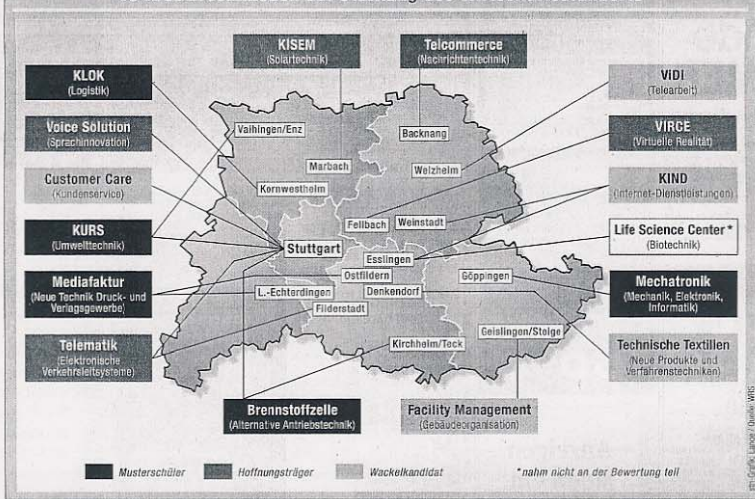 KISEM
(Solartechnik)
Telcommerce
(Nachrichtentechnik)
KLOK
(Logistik)
ViDI
(Telearbeit)
Voice Solution
(Sprachinnovation)
VIRCE
(Virtuelle Realität)
Customer Care
(Kundenservice)
KIND
(Internet-Dienstleistungen)
KURS
(Umwelttechnik)
Life Science Center*
(Biotechnik)
Mediafaktur
(Neue Technik Druck- und
Verlagsgewerbe)
Mechatronik
(Mechanik, Elektronik,
Informatik)
Telematik
(Elektronische
Verkehrsleitsysteme)
Technische Textilien
(Neue Produkte und
Verfahrenstechniken)
Brennstoffzelle
(Alternative Antriebstechnik)
Facility Management
(Gebäudeorganisation)
Vaihingen/Enz
Backnang
Marbach
Welzheim
Kornwestheim
Fellbach
Weinstadt
Stuttgart
Esslingen
Ostfildern
Göppingen
L.-Echterdingen
Denkendorf
Filderstadt
Geislingen/Steige
Kirchheim/Teck
Musterschüler
Hoffnungsträger
Wackelkandidat
*nahm nicht an der Bewertung teil